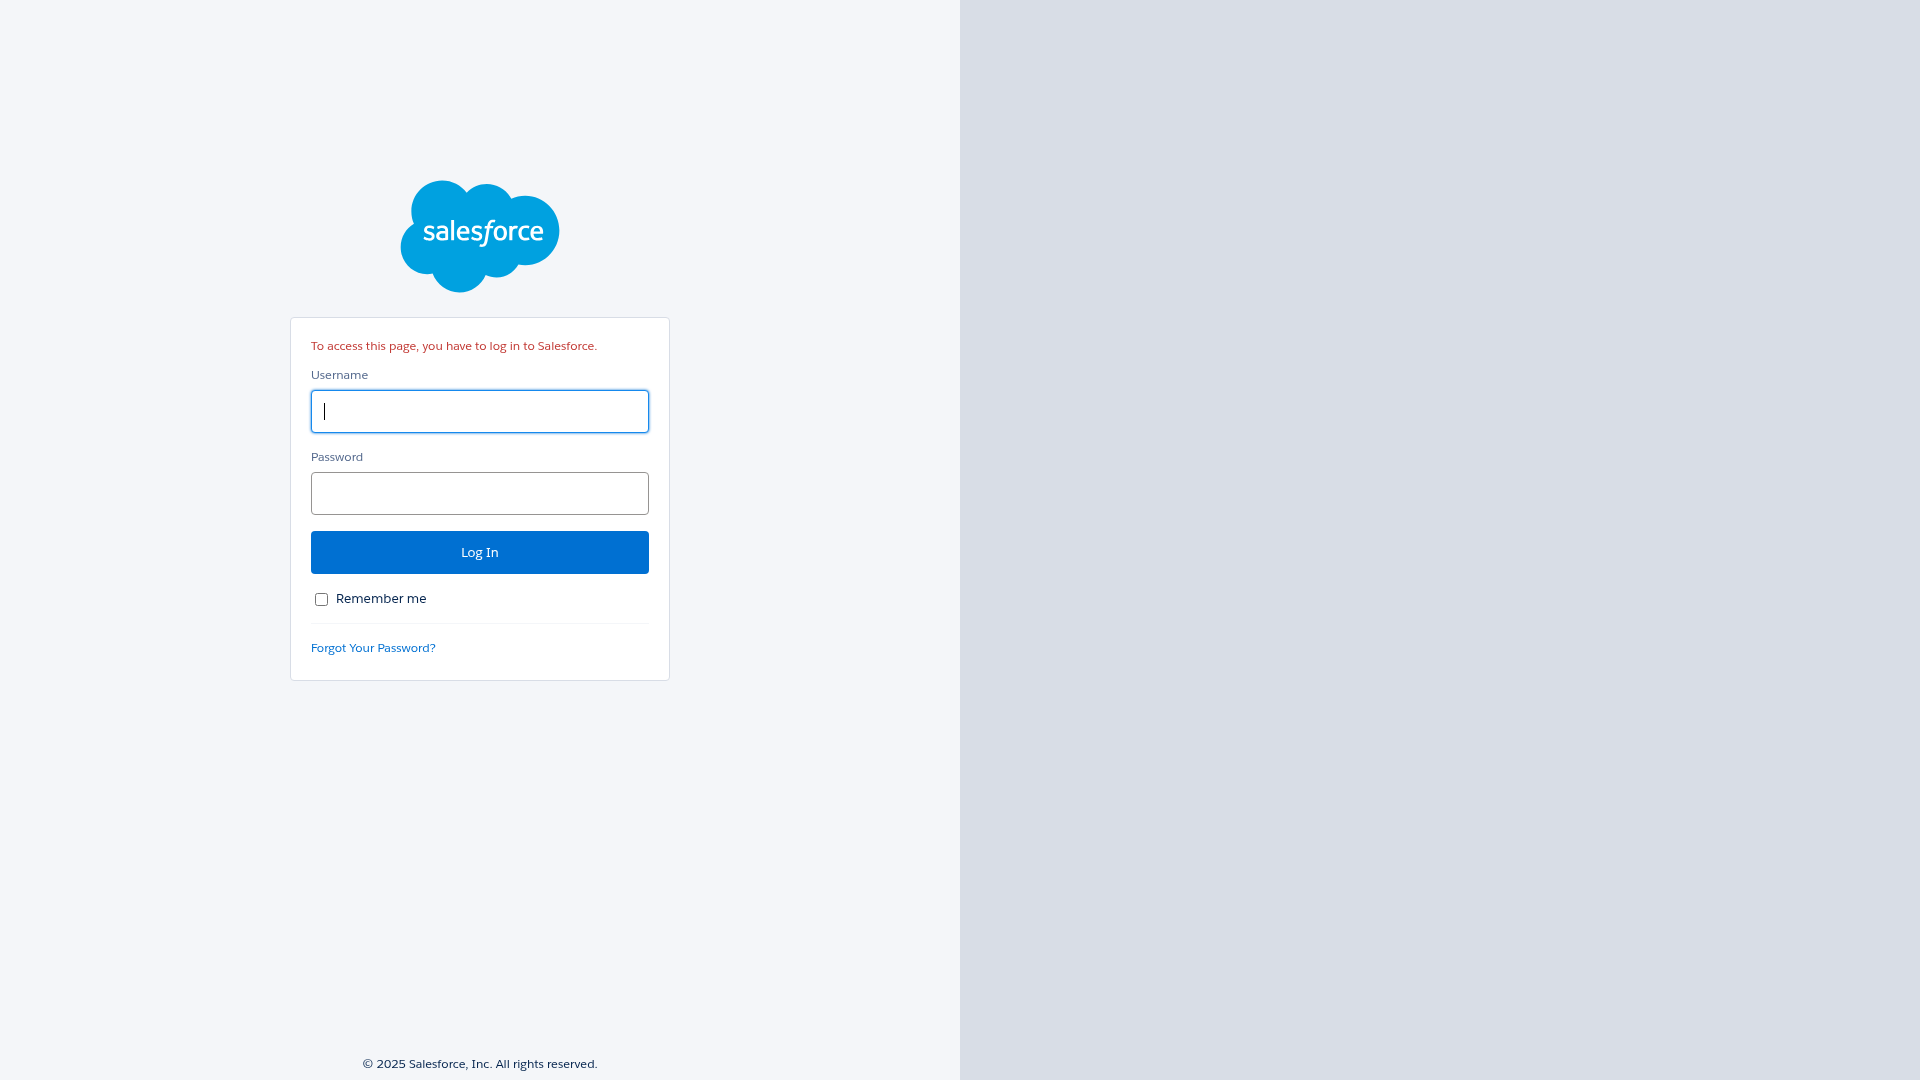 salesforce
To access this page, you have to log in to Salesforce.
Username
Password
Log In
Remember me
Forgot Your Password?
© 2025 Salesforce, Inc. All rights reserved.